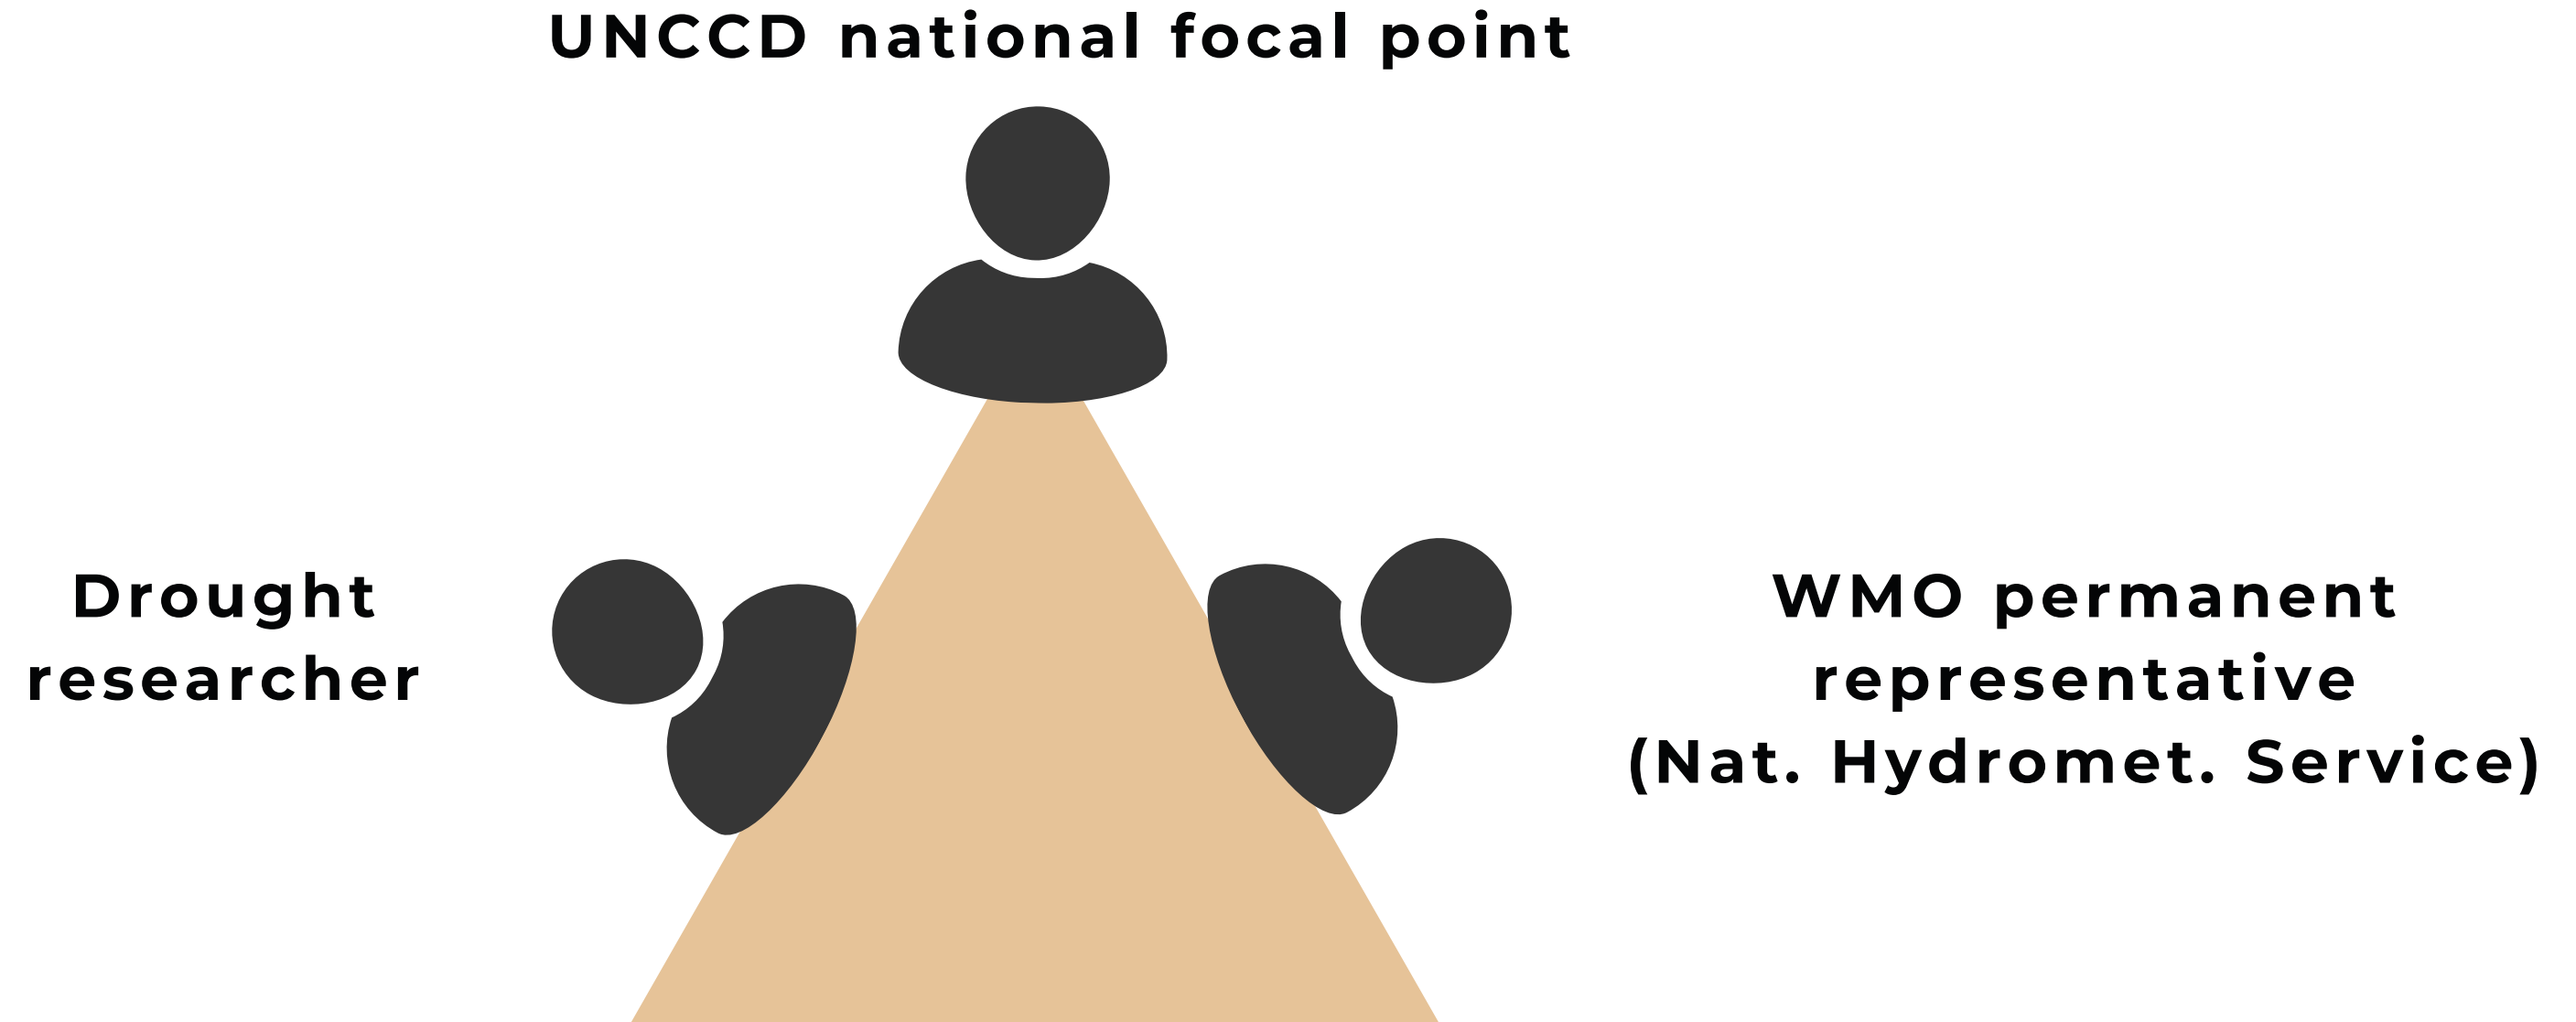 UNCCD national focal point
Drought
researcher
WMO permanent
representative
(Nat. Hydromet. Service)